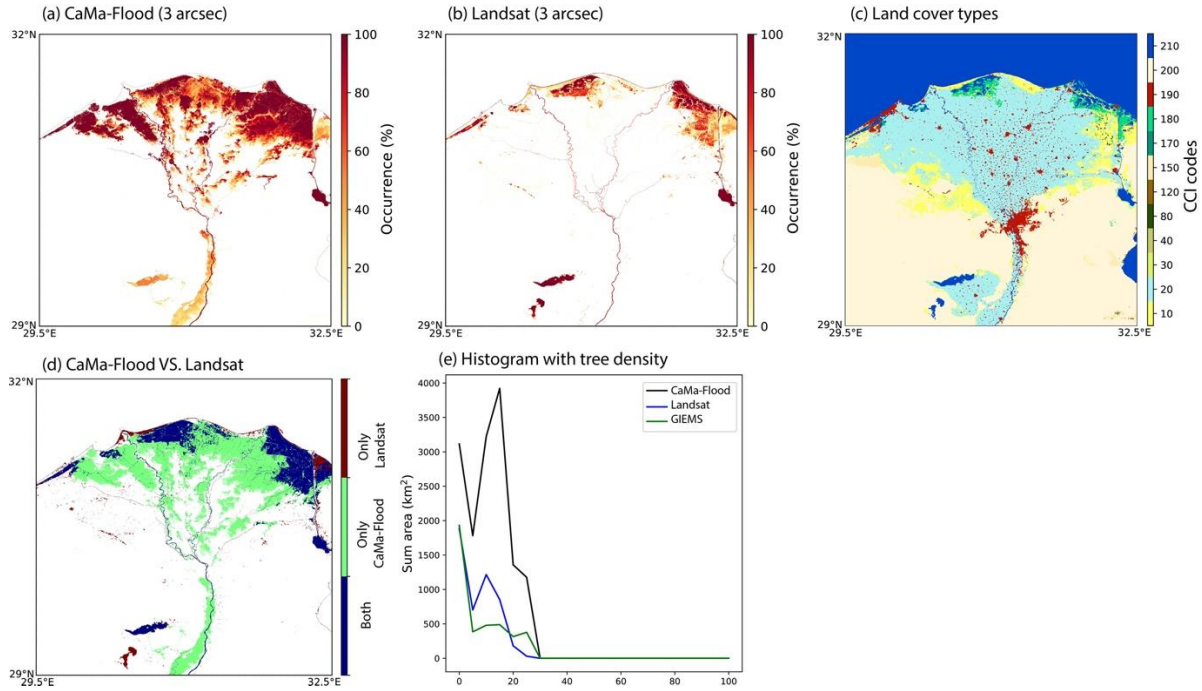 (a) CaMa-Flood (3 arcsec)
(b) Landsat (3 arcsec)
(c) Land cover types
32°N
100
80
60
40
20
0
Occurrence (%)
29°N
29.5°E
32.5°E
32°N
100
80
60
40
20
0
Occurrence (%)
29°N
29.5°E
32.5°E
32°N
210
200
190
180
170
150
120
80
40
30
20
10
CCI codes
29°N
29.5°E
32.5°E
(d) CaMa-Flood VS. Landsat
32°N
Only
Landsat
Only
CaMa-Flood
Both
29°N
29.5°E
32.5°E
(e) Histogram with tree density
4000
3500
3000
2500
2000
1500
1000
500
0
Sum area (km²)
CaMa-Flood
Landsat
GIEMS
0
20
40
60
80
100